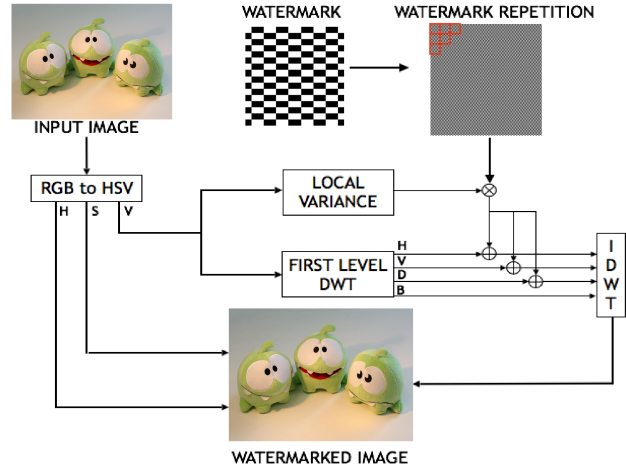 WATERMARK
WATERMARK REPETITION
INPUT IMAGE
RGB to HSV
H S V
LOCAL
VARIANCE
FIRST LEVEL
DWT
H
V
D
B
I
D
W
T
WATERMARKED IMAGE